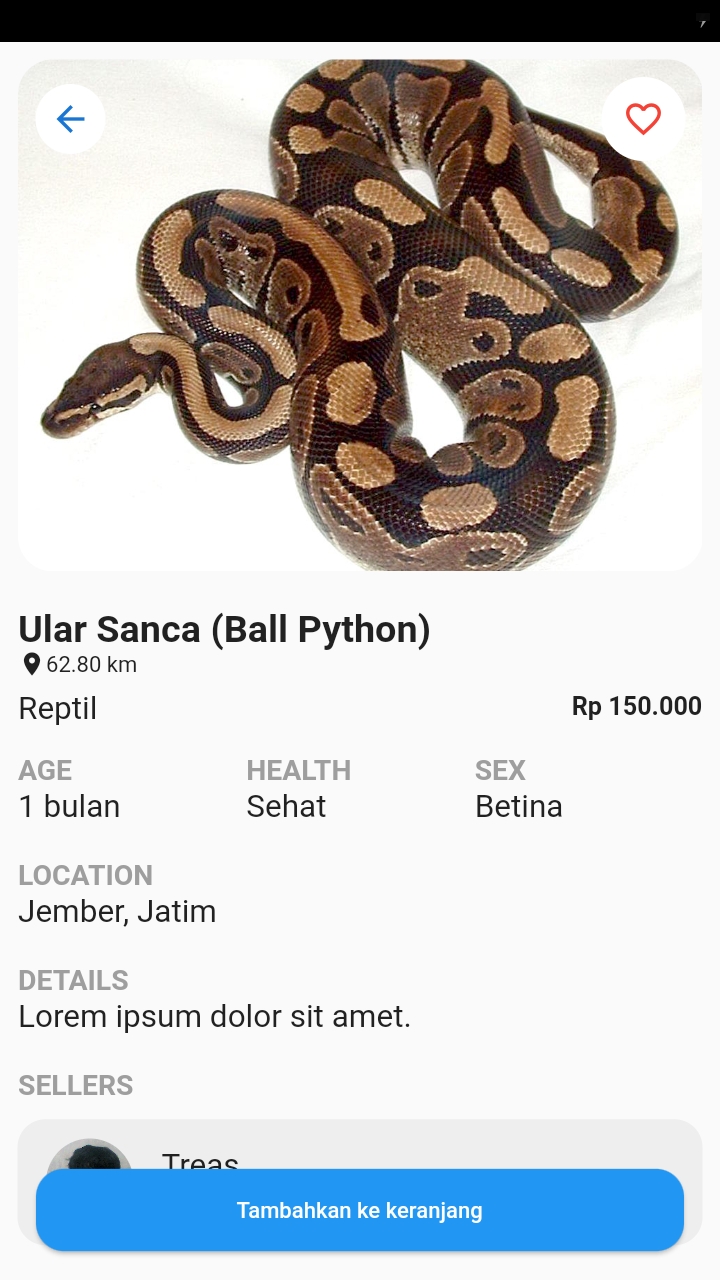 Ular Sanca (Ball Python)
62.80 km
Reptil
Rp 150.000
AGE
HEALTH
SEX
1 bulan
Sehat
Betina
LOCATION
Jember, Jatim
DETAILS
Lorem ipsum dolor sit amet.
SELLERS
Treas
Tambahkan ke keranjang